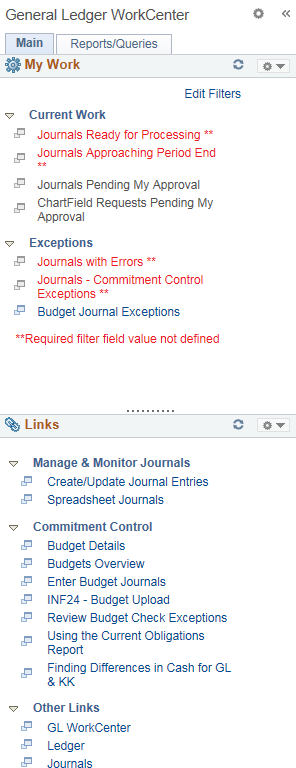 General Ledger WorkCenter
Main
Reports/Queries
My Work
Edit Filters
Current Work
Journals Ready for Processing **
Journals Approaching Period End
**
Journals Pending My Approval
ChartField Requests Pending My
Approval
Exceptions
Journals with Errors **
Journals - Commitment Control
Exceptions **
Budget Journal Exceptions
**Required filter field value not defined
Links
Manage & Monitor Journals
Create/Update Journal Entries
Spreadsheet Journals
Commitment Control
Budget Details
Budgets Overview
Enter Budget Journals
INF24 - Budget Upload
Review Budget Check Exceptions
Using the Current Obligations
Report
Finding Differences in Cash for GL
& KK
Other Links
GL WorkCenter
Ledger
Journals